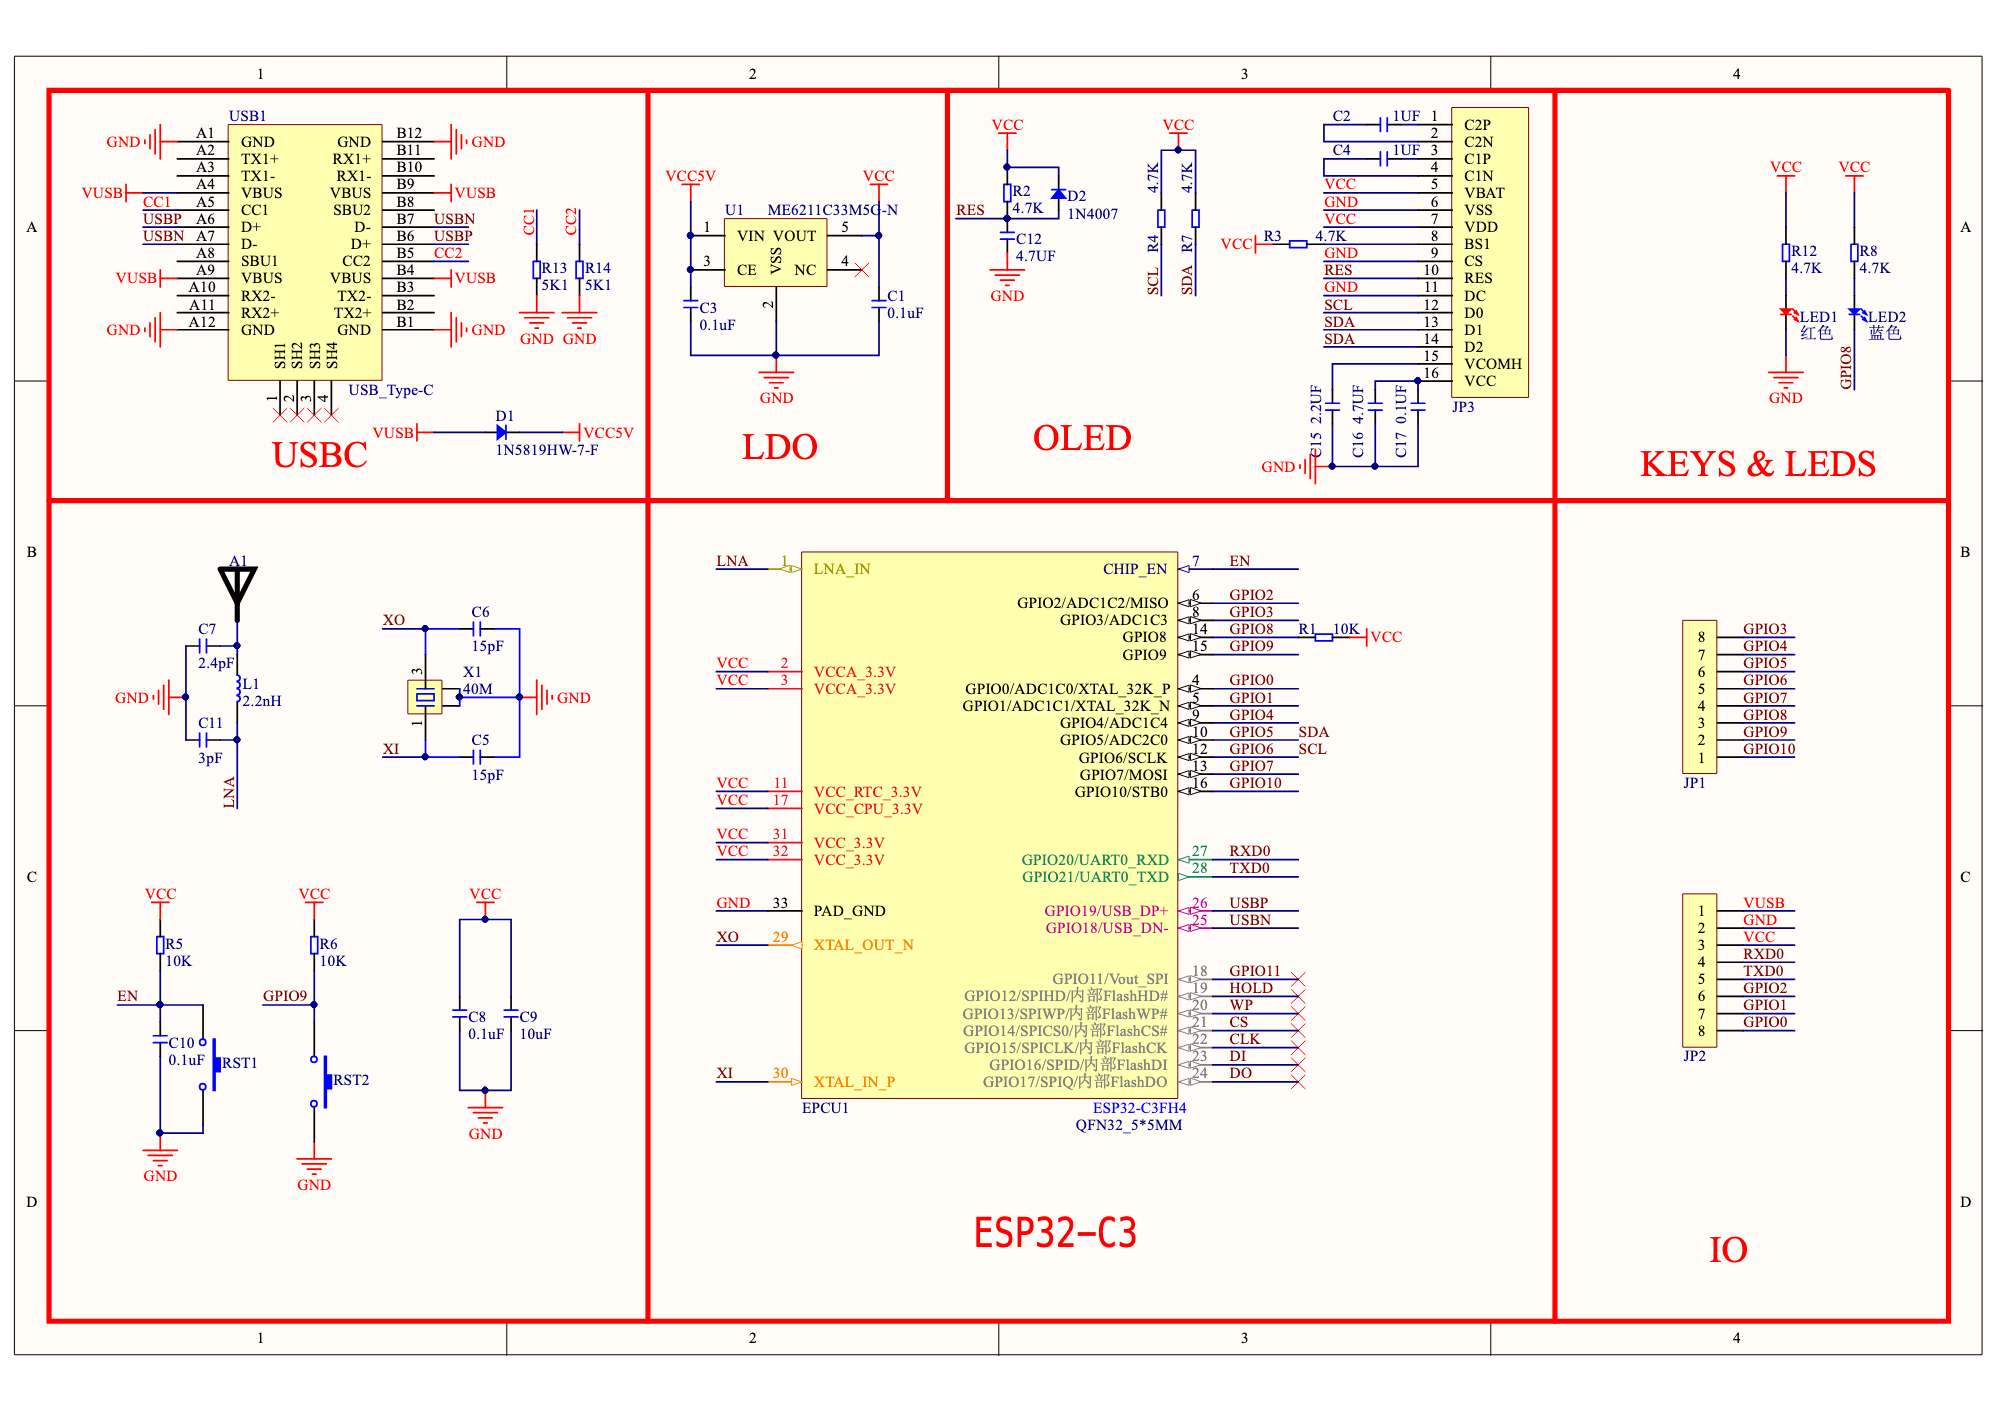 1 2 3 4
A
B
C
D
USB1
GND A1 GND GND B12 GND
A2 TX1+ RX1+ B11
A3 TX1- RX1- B10
VUSB A4 VBUS VBUS B9 VUSB
CC1 A5 CC1 SBU2 B8
USBP A6 D+ D- B7 USBN
USBN A7 D- D+ B6 USBP
A8 SBU1 CC2 B5 CC2
VUSB A9 VBUS VBUS B4 VUSB
A10 RX2- TX2- B3
A11 RX2+ TX2+ B2
GND A12 GND GND B1 GND
SH1 SH2 SH3 SH4
1 2 3 4
USB_Type-C
CC1 CC2
R13 R14
5K1 5K1
GND GND
D1
VUSB VCC5V
1N5819HW-7-F
USBC
VCC5V VCC
U1 ME6211C33M5G-N
1 VIN VOUT 5
VSS
3 CE NC 4
2
C3 C1
0.1uF 0.1uF
GND
LDO
VCC VCC
R2 D2
4.7K 1N4007
RES
C12
4.7UF
GND
4.7K 4.7K
R4 R7
SCL SDA
C2 1UF 1 C2P
2 C2N
C4 1UF 3 C1P
4 C1N
VCC 5 VBAT
GND 6 VSS
VCC 7 VDD
VCC R3 4.7K 8 BS1
GND 9 CS
RES 10 RES
GND 11 DC
SCL 12 D0
SDA 13 D1
SDA 14 D2
15 VCOMH
16 VCC
JP3
C15 2.2UF
C16 4.7UF
C17 0.1UF
GND
OLED
VCC VCC
R12 R8
4.7K 4.7K
LED1 LED2
红色 蓝色
GPIO8
GND
KEYS & LEDS
A1
C7
2.4pF
L1
2.2nH
GND
C11
3pF
LNA
XO C6
15pF
3
X1
40M
GND
1
XI C5
15pF
VCC VCC VCC
R5 R6
10K 10K
EN GPIO9
C10
0.1uF
RST1
RST2
C8 C9
0.1uF 10uF
GND GND GND
LNA 1 LNA_IN
VCC 2 VCCA_3.3V
VCC 3 VCCA_3.3V
VCC 11 VCC_RTC_3.3V
VCC 17 VCC_CPU_3.3V
VCC 31 VCC_3.3V
VCC 32 VCC_3.3V
GND 33 PAD_GND
XO 29 XTAL_OUT_N
XI 30 XTAL_IN_P
CHIP_EN 7 EN
GPIO2/ADC1C2/MISO 6 GPIO2
GPIO3/ADC1C3 8 GPIO3
GPIO8 14 GPIO8 R1 10K VCC
GPIO9 15 GPIO9
GPIO0/ADC1C0/XTAL_32K_P 4 GPIO0
GPIO1/ADC1C1/XTAL_32K_N 5 GPIO1
GPIO4/ADC1C4 9 GPIO4
GPIO5/ADC2C0 10 GPIO5 SDA
GPIO6/SCLK 12 GPIO6 SCL
GPIO7/MOSI 13 GPIO7
GPIO10/STB0 16 GPIO10
GPIO20/UART0_RXD 27 RXD0
GPIO21/UART0_TXD 28 TXD0
GPIO19/USB_DP+ 26 USBP
GPIO18/USB_DN- 25 USBN
GPIO11/Vout_SPI 18 GPIO11
GPIO12/SPIHD/内部FlashHD# 19 HOLD
GPIO13/SPIWP/内部FlashWP# 20 WP
GPIO14/SPICS0/内部FlashCS# 21 CS
GPIO15/SPICLK/内部FlashCK 22 CLK
GPIO16/SPID/内部FlashDI 23 DI
GPIO17/SPIQ/内部FlashDO 24 DO
EPCU1 ESP32-C3FH4
QFN32_5*5MM
ESP32-C3
8 GPIO3
7 GPIO4
6 GPIO5
5 GPIO6
4 GPIO7
3 GPIO8
2 GPIO9
1 GPIO10
JP1
1 VUSB
2 GND
3 VCC
4 RXD0
5 TXD0
6 GPIO2
7 GPIO1
8 GPIO0
JP2
IO
A
B
C
D
1 2 3 4